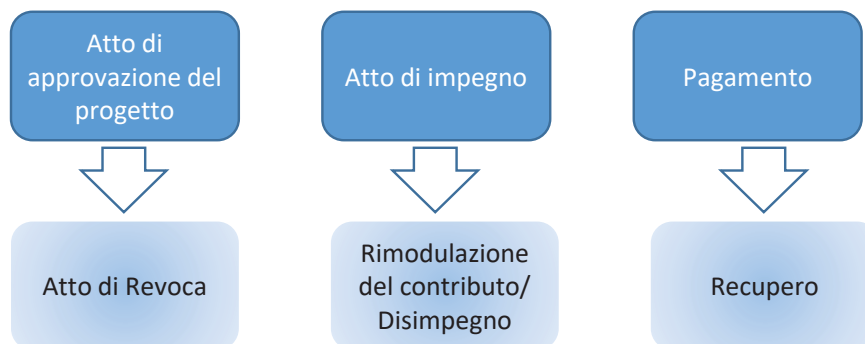 Atto di
approvazione del
progetto
Atto di impegno
Pagamento
Atto di Revoca
Rimodulazione
del contributo/
Disimpegno
Recupero